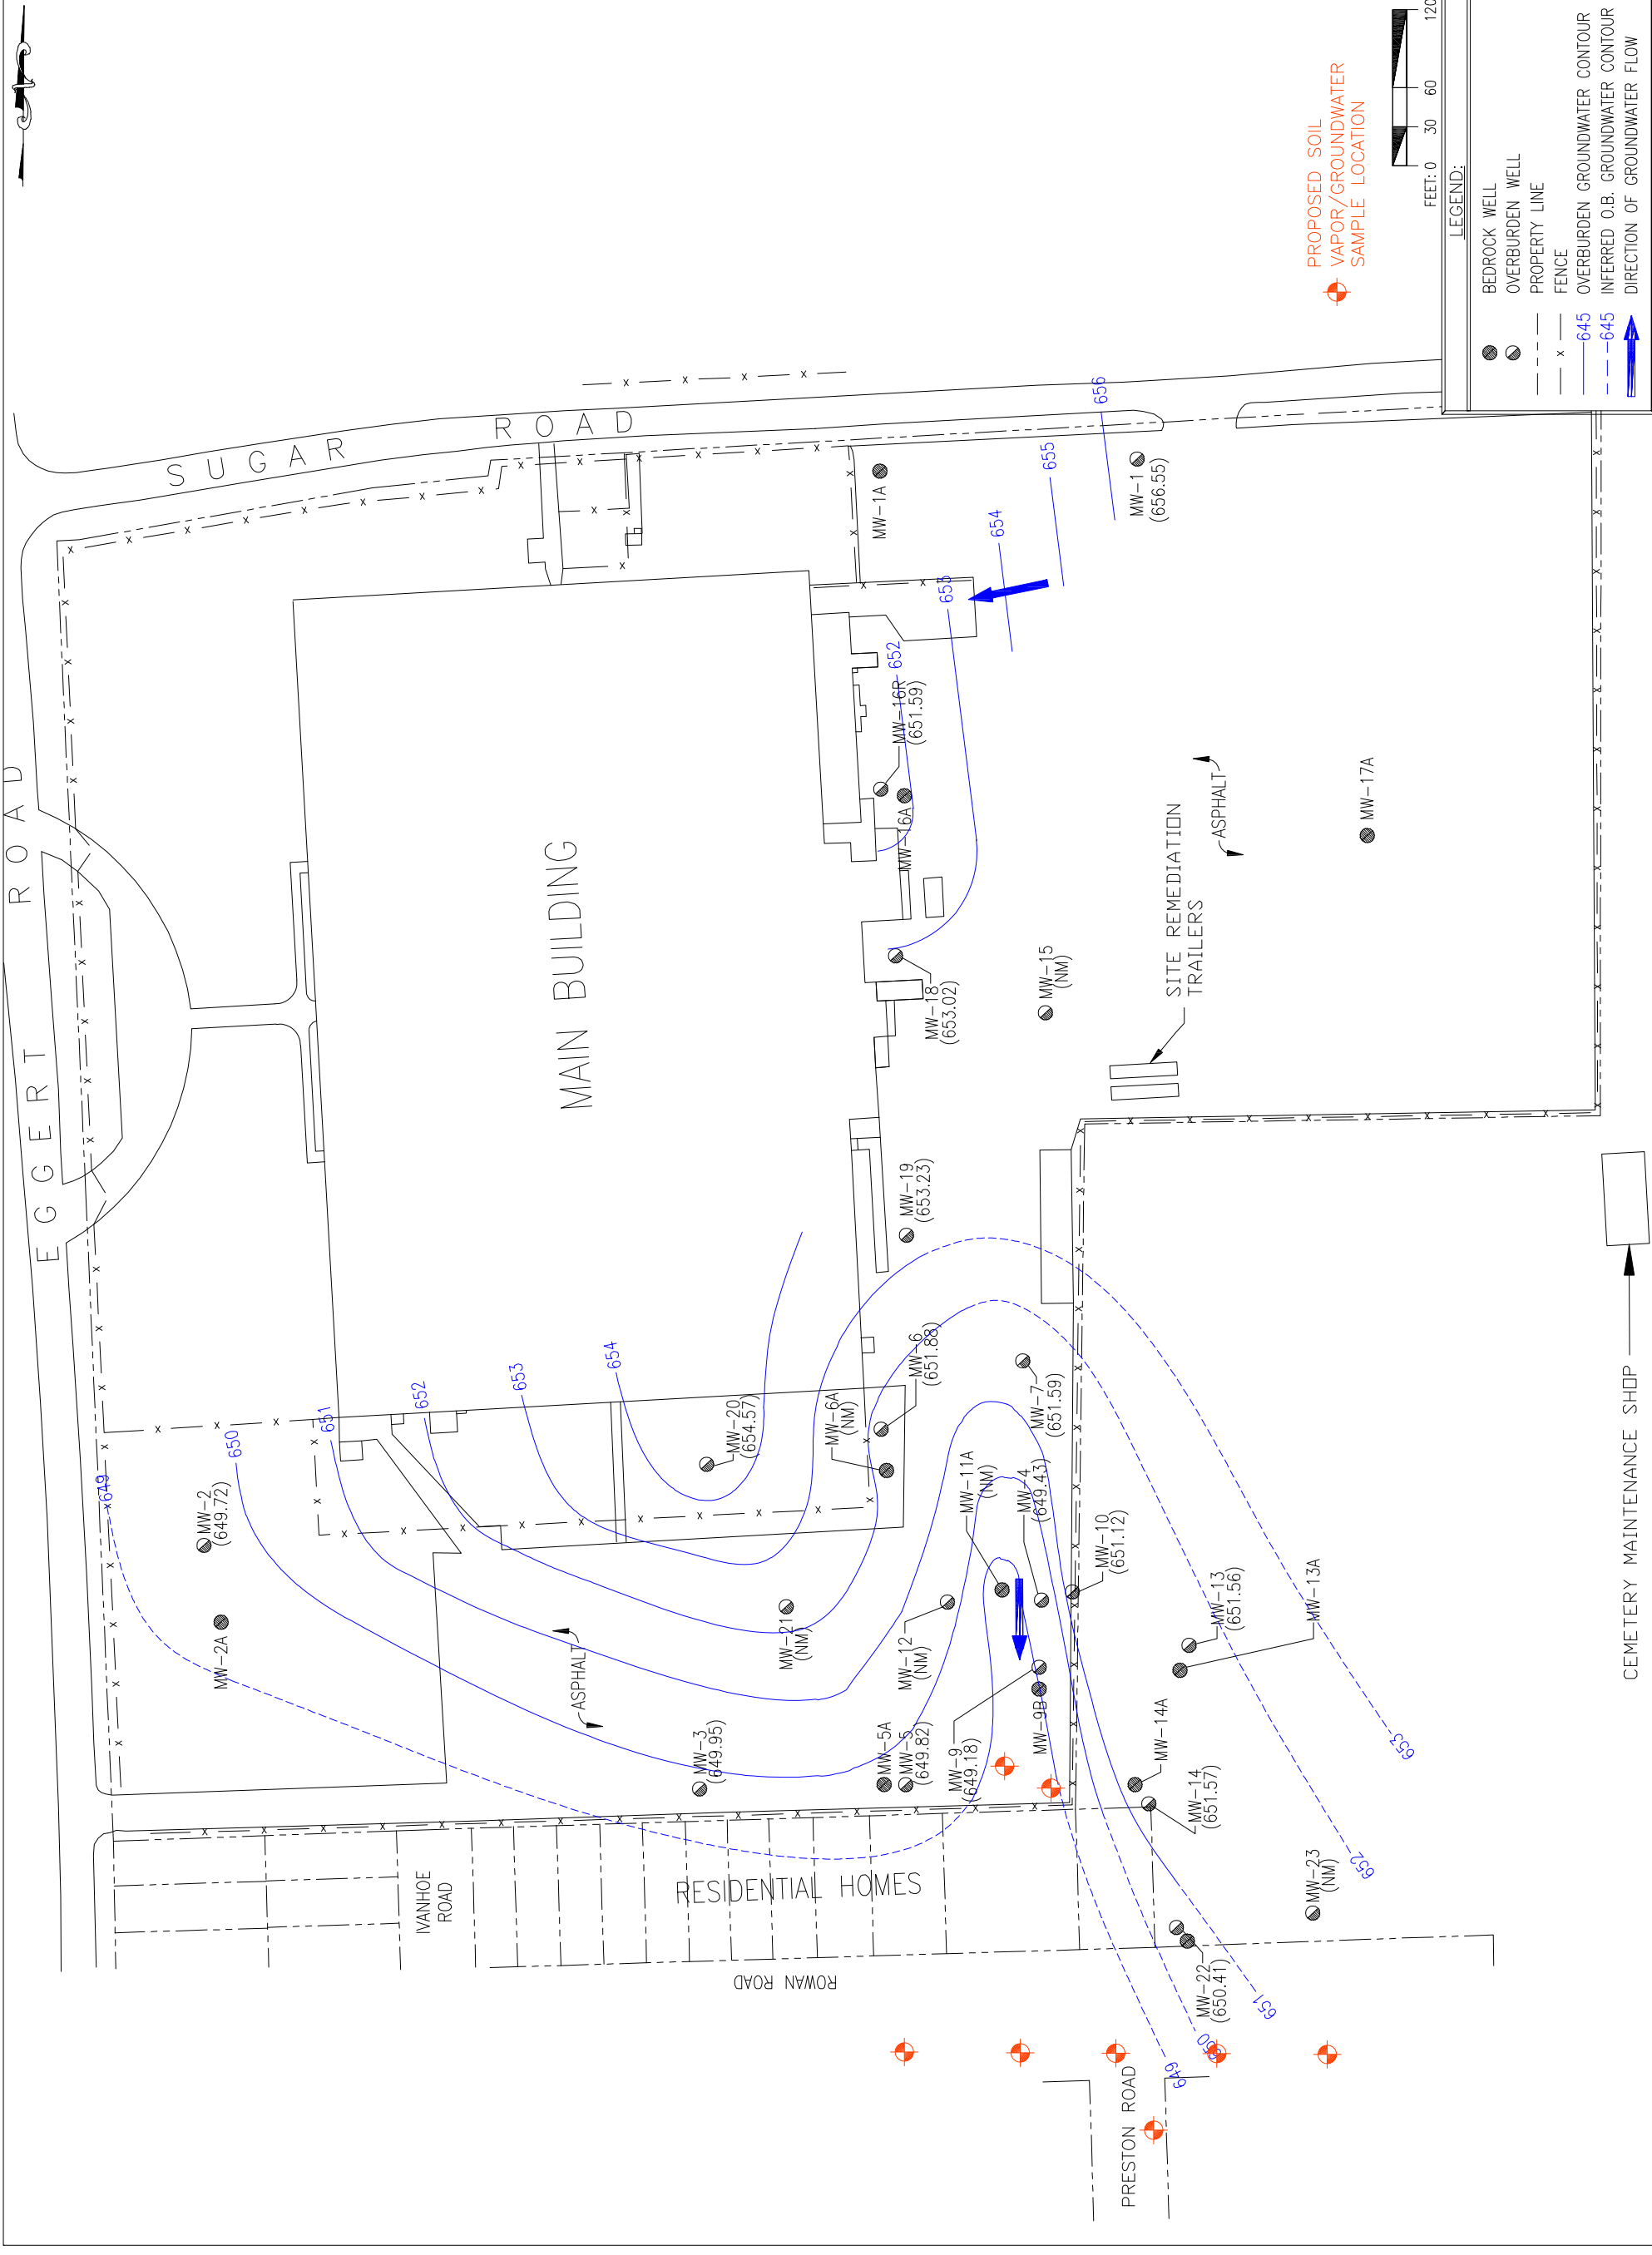 EGGERT ROAD
SUGAR ROAD
MAIN BUILDING
PROPOSED SOIL
VAPOR/GROUNDWATER
SAMPLE LOCATION
FEET: 0 30 60 120
LEGEND:
BEDROCK WELL
OVERBURDEN WELL
PROPERTY LINE
x FENCE
645 OVERBURDEN GROUNDWATER CONTOUR
645 INFERRED O.B. GROUNDWATER CONTOUR
DIRECTION OF GROUNDWATER FLOW
656
655
654
653
652
MW-1A
MW-1
(656.55)
MW-16R
(651.59)
MW-16A
MW-18
(653.02)
MW-15
(NM)
MW-17A
ASPHALT
SITE REMEDIATION
TRAILERS
MW-19
(653.23)
649
650
651
652
653
654
MW-2
(649.72)
MW-2A
MW-20
(654.57)
MW-6A
(NM)
MW-6
(651.88)
MW-7
(651.59)
MW-11A
(NM)
MW-4
(649.43)
MW-10
(651.12)
MW-21
(NM)
MW-12
(NM)
ASPHALT
MW-3
(649.95)
MW-5A
MW-5
(649.82)
MW-9
(649.18)
MW-9B
MW-13
(651.56)
MW-13A
MW-14A
MW-14
(651.57)
MW-23
(NM)
MW-22
(650.41)
653
652
651
650
649
IVANHOE
ROAD
RESIDENTIAL HOMES
ROWAN ROAD
PRESTON ROAD
CEMETERY MAINTENANCE SHOP